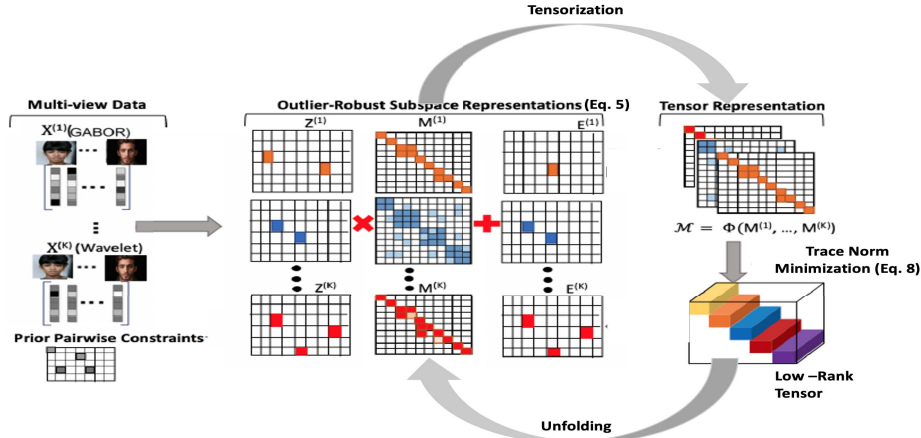 Tensorization
Multi-view Data
X(1)(GABOR)
X(K)(Wavelet)
Prior Pairwise Constraints
Outlier-Robust Subspace Representations (Eq. 5)
Z(1)
M(1)
E(1)
Z(K)
M(K)
E(K)
Tensor Representation
ℳ = Φ(M(1), …, M(K))
Trace Norm
Minimization (Eq. 8)
Low –Rank
Tensor
Unfolding